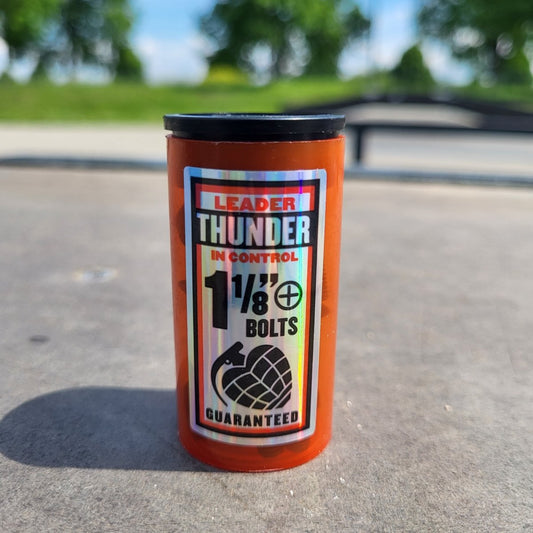 LEADER
THUNDER
IN CONTROL
1 1/8"
BOLTS
GUARANTEED